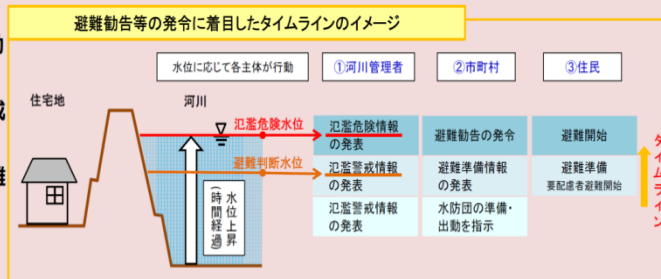 避難勧告等の発令に着目したタイムラインのイメージ
水位に応じて各主体が行動
①河川管理者
②市町村
③住民
住宅地
河川
氾濫危険水位
避難判断水位
水位上昇
(時間経過)
氾濫危険情報
の発表
避難勧告の発令
避難開始
氾濫警戒情報
の発表
避難準備情報
の発表
避難準備
要配慮者避難開始
氾濫警戒情報
の発表
水防団の準備・
出動を指示
タイムライン